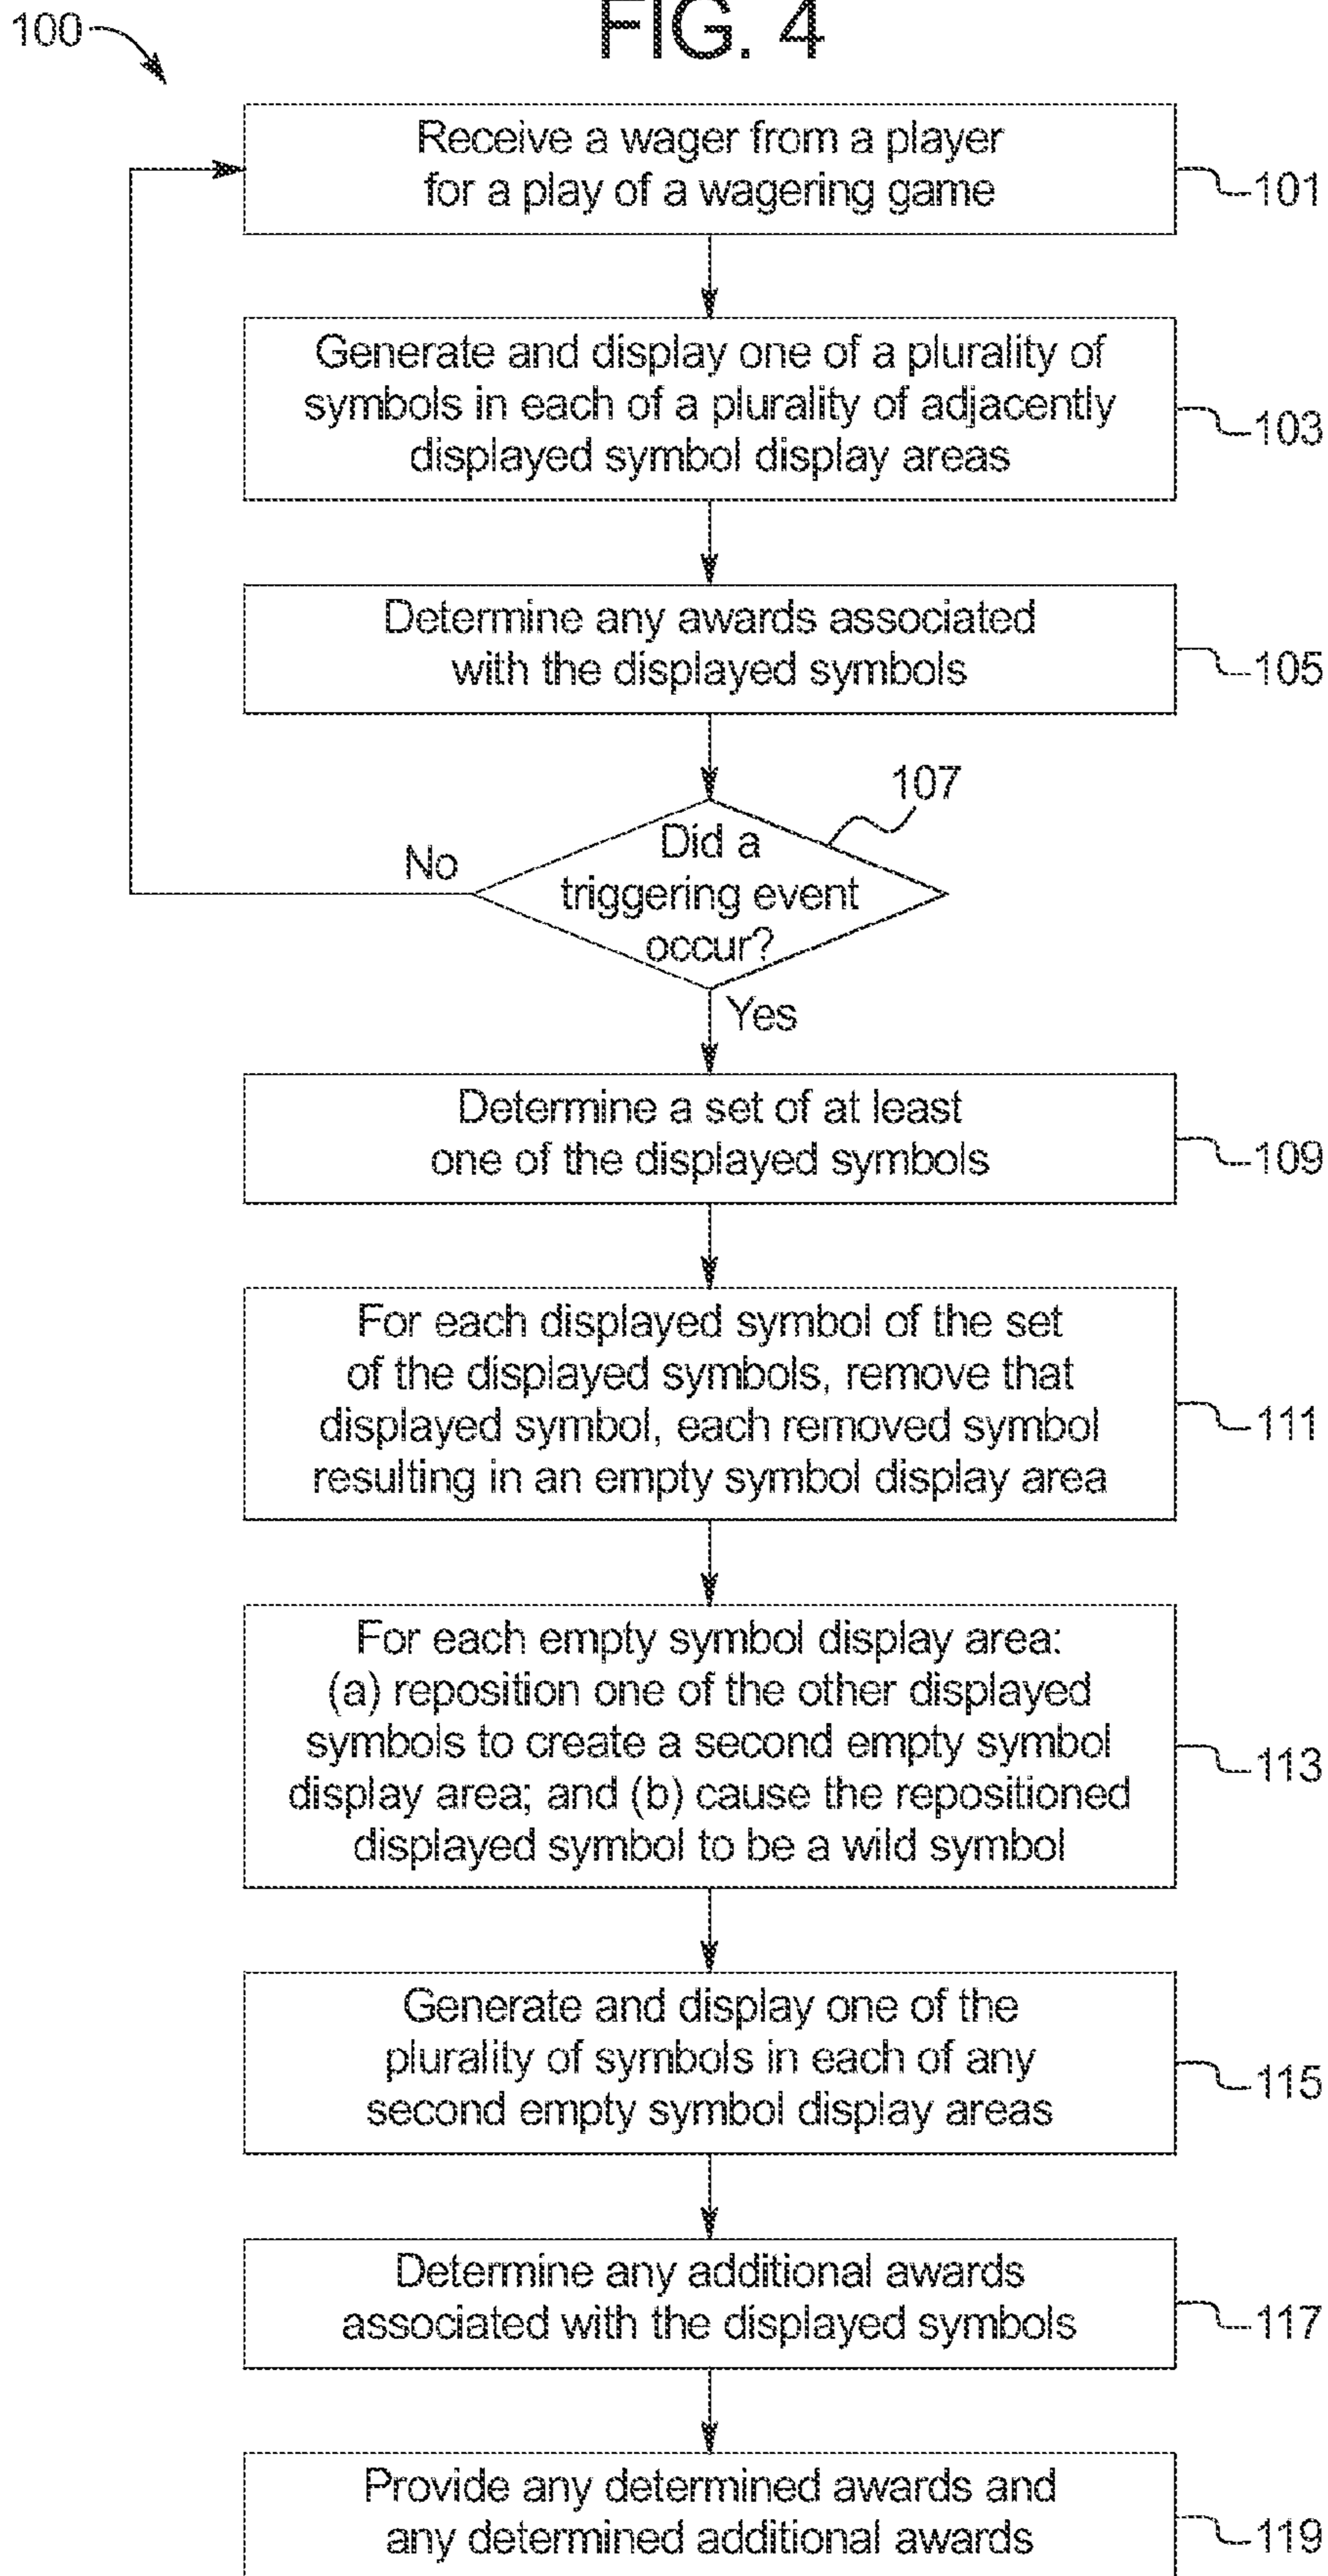 FIG. 4
100
Receive a wager from a player
for a play of a wagering game
101
Generate and display one of a plurality of
symbols in each of a plurality of adjacently
displayed symbol display areas
103
Determine any awards associated
with the displayed symbols
105
107
Did a
triggering event
occur?
No
Yes
Determine a set of at least
one of the displayed symbols
109
For each displayed symbol of the set
of the displayed symbols, remove that
displayed symbol, each removed symbol
resulting in an empty symbol display area
111
For each empty symbol display area:
(a) reposition one of the other displayed
symbols to create a second empty symbol
display area; and (b) cause the repositioned
displayed symbol to be a wild symbol
113
Generate and display one of the
plurality of symbols in each of any
second empty symbol display areas
115
Determine any additional awards
associated with the displayed symbols
117
Provide any determined awards and
any determined additional awards
119